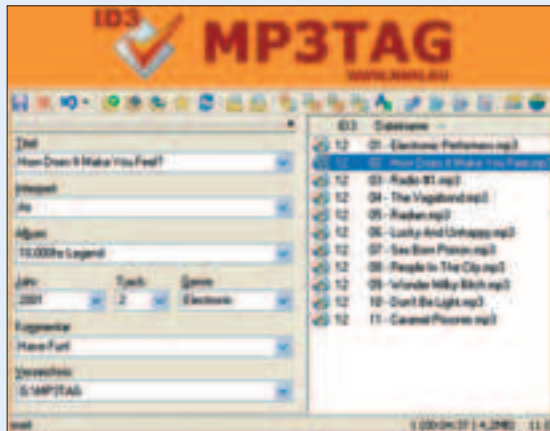 ID3
MP3TAG
ID3 Dateiname
Titel
How Does It Make You Feel?
Interpret
Air
Album
10.000hz Legend
Jahr Track Genre
2001 2 Electronic
Kommentar
Have Fun!
Verzeichnis
G:\MP3TAG
12 01 - Electronic Performers.mp3
12 02 - How Does It Make You Feel.mp3
12 03 - Radio #1.mp3
12 04 - The Vagabond.mp3
12 05 - Radian.mp3
12 06 - Lucky And Unhappy.mp3
12 07 - Sex Born Poison.mp3
12 08 - People In The City.mp3
12 09 - Wonder Milky Bitch.mp3
12 10 - Don't Be Light.mp3
12 11 - Caramel Prisoner.mp3